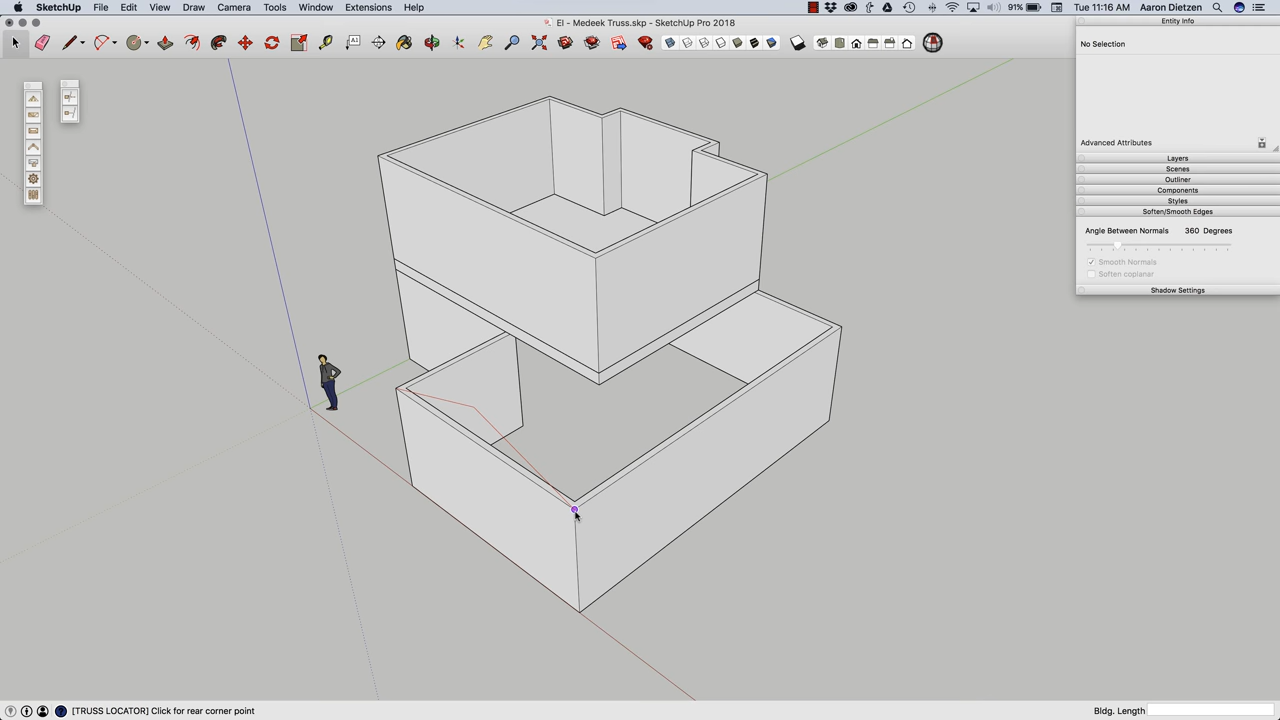 SketchUp File Edit View Draw Camera Tools Window Extensions Help
91% Tue 11:16 AM Aaron Dietzen
EI - Medeek Truss.skp - SketchUp Pro 2018
Entity Info
No Selection
Advanced Attributes
Layers
Scenes
Outliner
Components
Styles
Soften/Smooth Edges
Angle Between Normals 360 Degrees
Smooth Normals
Soften coplanar
Shadow Settings
[TRUSS LOCATOR] Click for rear corner point
Bldg. Length